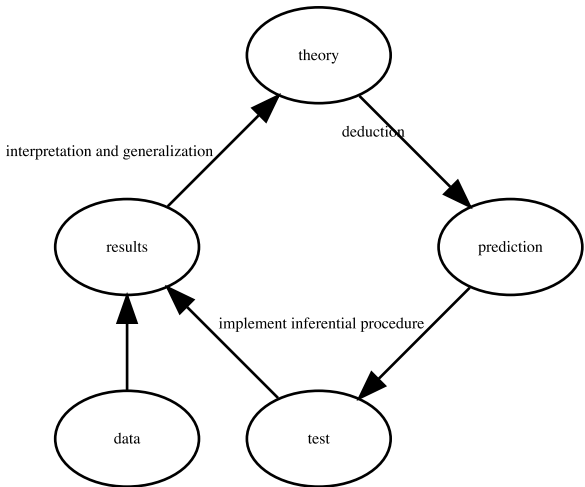 theory
deduction
interpretation and generalization
results
prediction
implement inferential procedure
data
test